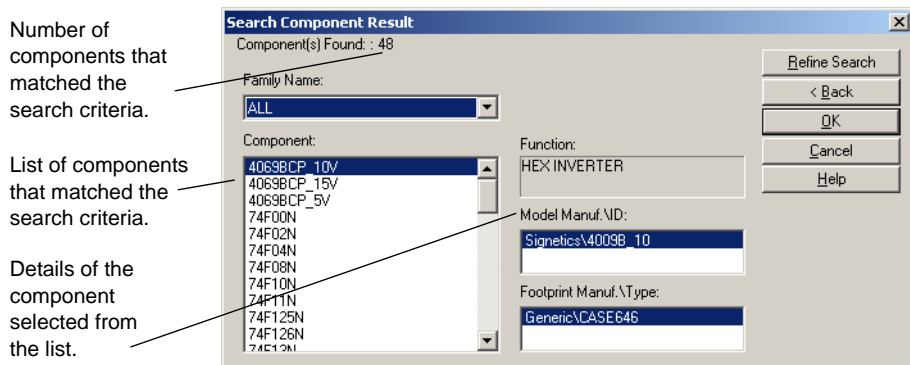 Number of
components that
matched the
search criteria.
List of components
that matched the
search criteria.
Details of the
component
selected from
the list.
Search Component Result
Component(s) Found: : 48
Family Name:
ALL
Component:
4069BCP_10V
4069BCP_15V
4069BCP_5V
74F00N
74F02N
74F04N
74F08N
74F10N
74F11N
74F125N
74F126N
74F13N
Function:
HEX INVERTER
Model Manuf.\ID:
Signetics\4009B_10
Footprint Manuf.\Type:
Generic\CASE646
Refine Search
< Back
OK
Cancel
Help